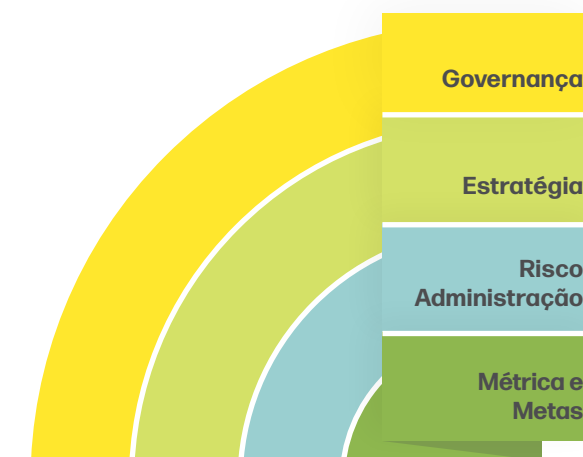 Governança
Estratégia
Risco
Administração
Métrica e
Metas